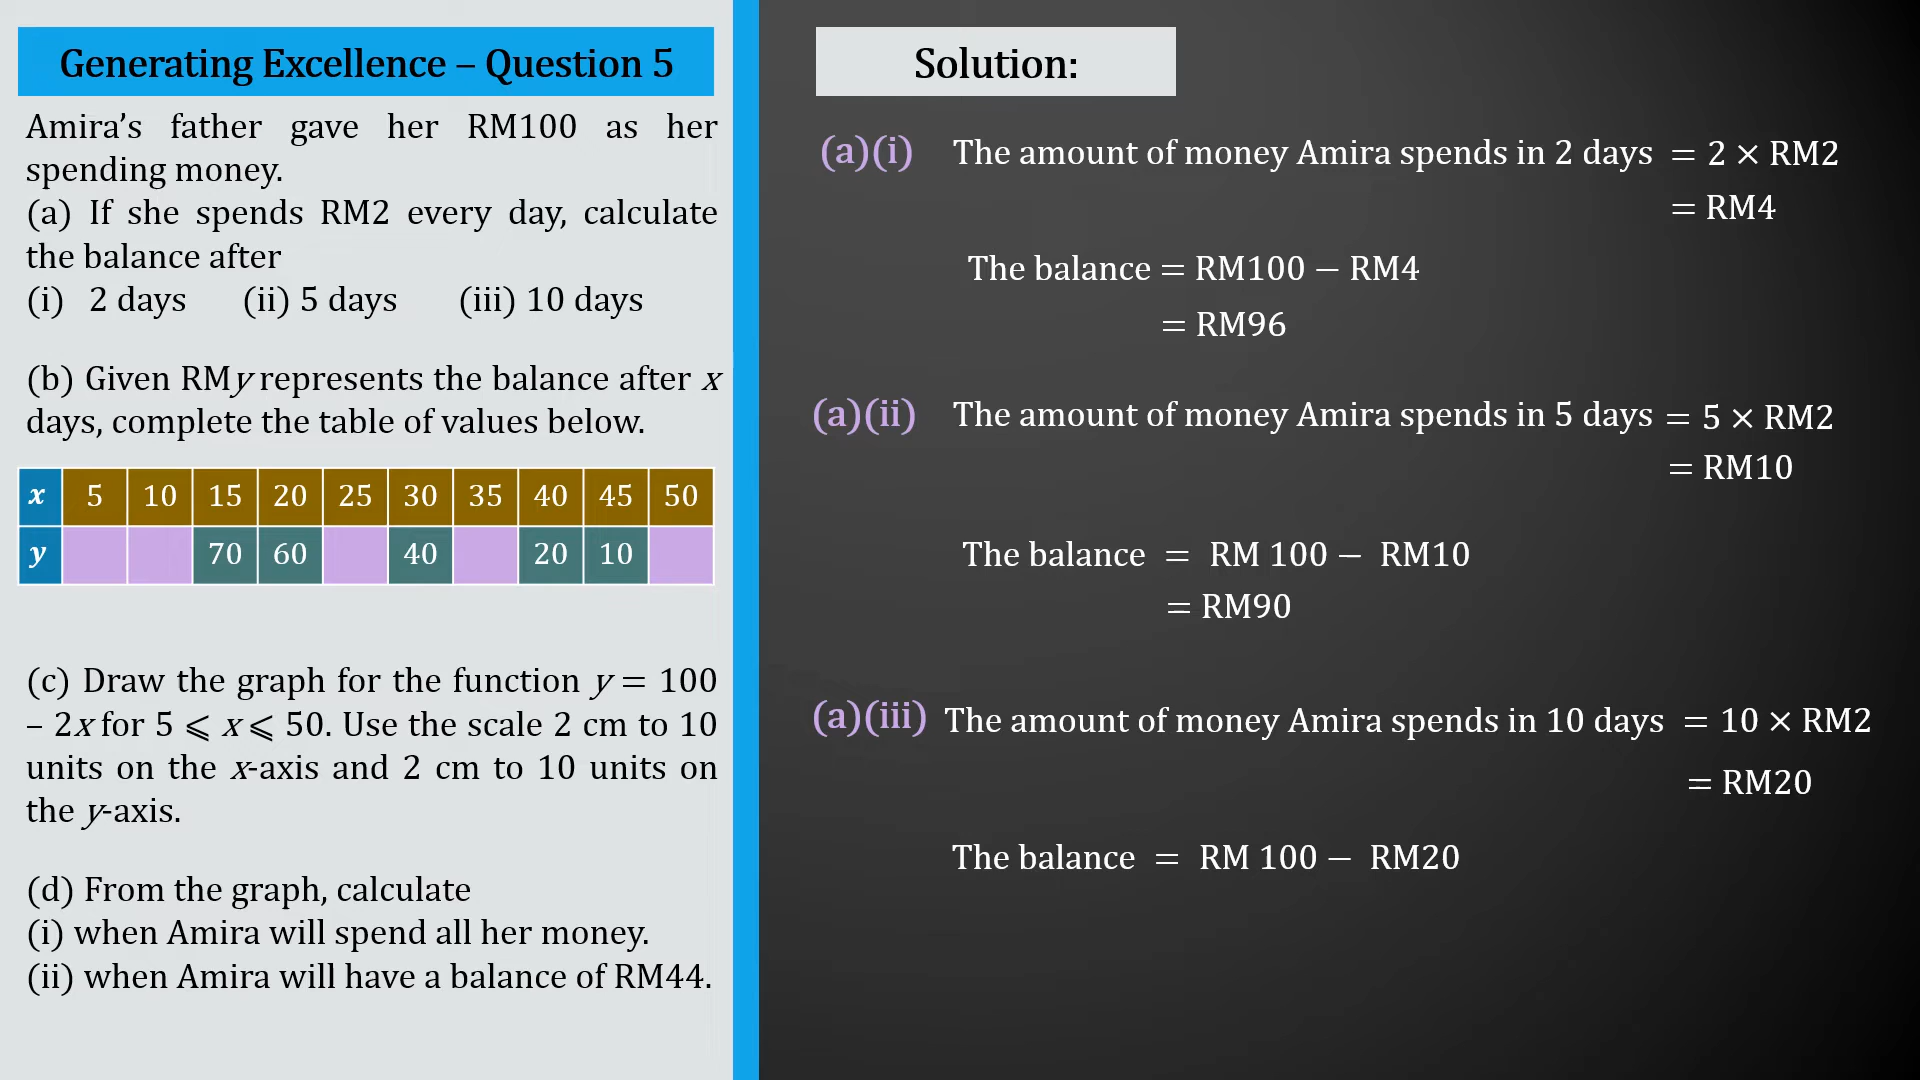 Generating Excellence – Question 5
Amira’s father gave her RM100 as her
spending money.
(a) If she spends RM2 every day, calculate
the balance after
(i) 2 days (ii) 5 days (iii) 10 days
(b) Given RMy represents the balance after x
days, complete the table of values below.
x 5 10 15 20 25 30 35 40 45 50
y 70 60 40 20 10
(c) Draw the graph for the function y = 100
– 2x for 5 ⩽ x ⩽ 50. Use the scale 2 cm to 10
units on the x-axis and 2 cm to 10 units on
the y-axis.
(d) From the graph, calculate
(i) when Amira will spend all her money.
(ii) when Amira will have a balance of RM44.
Solution:
(a)(i) The amount of money Amira spends in 2 days = 2 × RM2
= RM4
The balance = RM100 − RM4
= RM96
(a)(ii) The amount of money Amira spends in 5 days = 5 × RM2
= RM10
The balance = RM 100 − RM10
= RM90
(a)(iii) The amount of money Amira spends in 10 days = 10 × RM2
= RM20
The balance = RM 100 − RM20